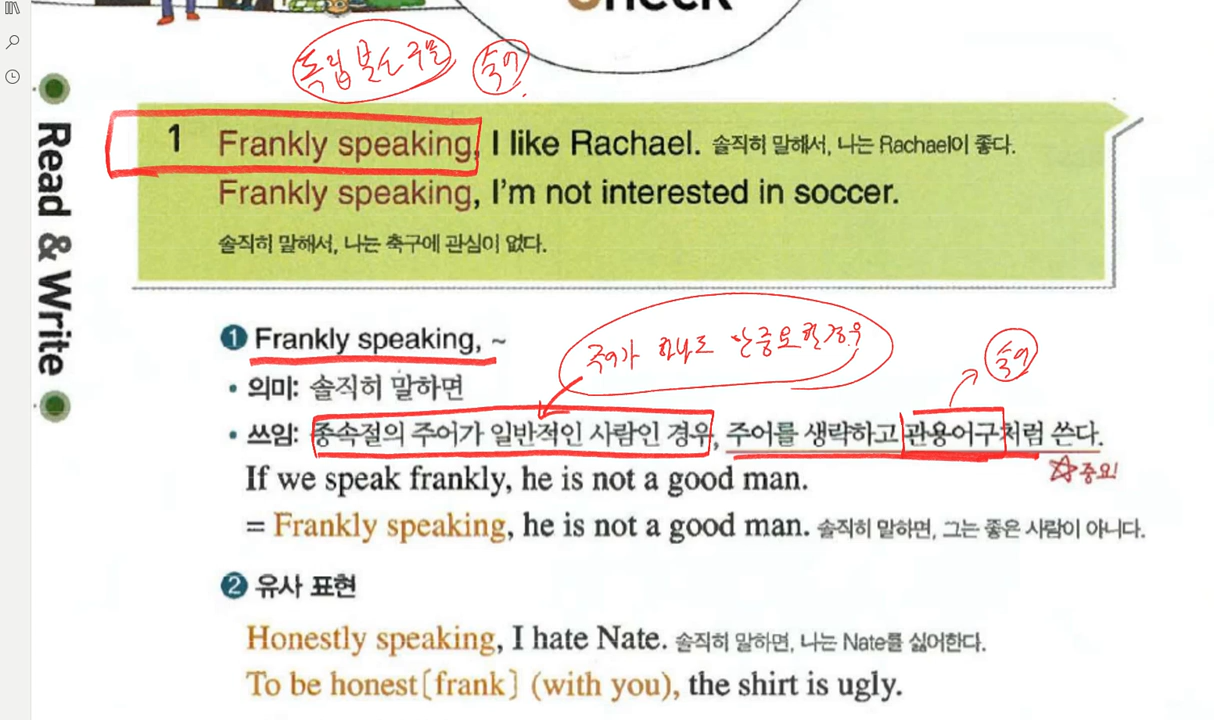 Check
독립분사구문 숙어
1 Frankly speaking, I like Rachael. 솔직히 말해서, 나는 Rachael이 좋다.
Frankly speaking, I'm not interested in soccer.
솔직히 말해서, 나는 축구에 관심이 없다.
Read & Write
1 Frankly speaking, ~
주어가 하나도 안중요한경우
숙어
• 의미: 솔직히 말하면
• 쓰임: 종속절의 주어가 일반적인 사람인 경우, 주어를 생략하고 관용어구처럼 쓴다.
중요!
If we speak frankly, he is not a good man.
= Frankly speaking, he is not a good man. 솔직히 말하면, 그는 좋은 사람이 아니다.
2 유사 표현
Honestly speaking, I hate Nate. 솔직히 말하면, 나는 Nate를 싫어한다.
To be honest[frank] (with you), the shirt is ugly.